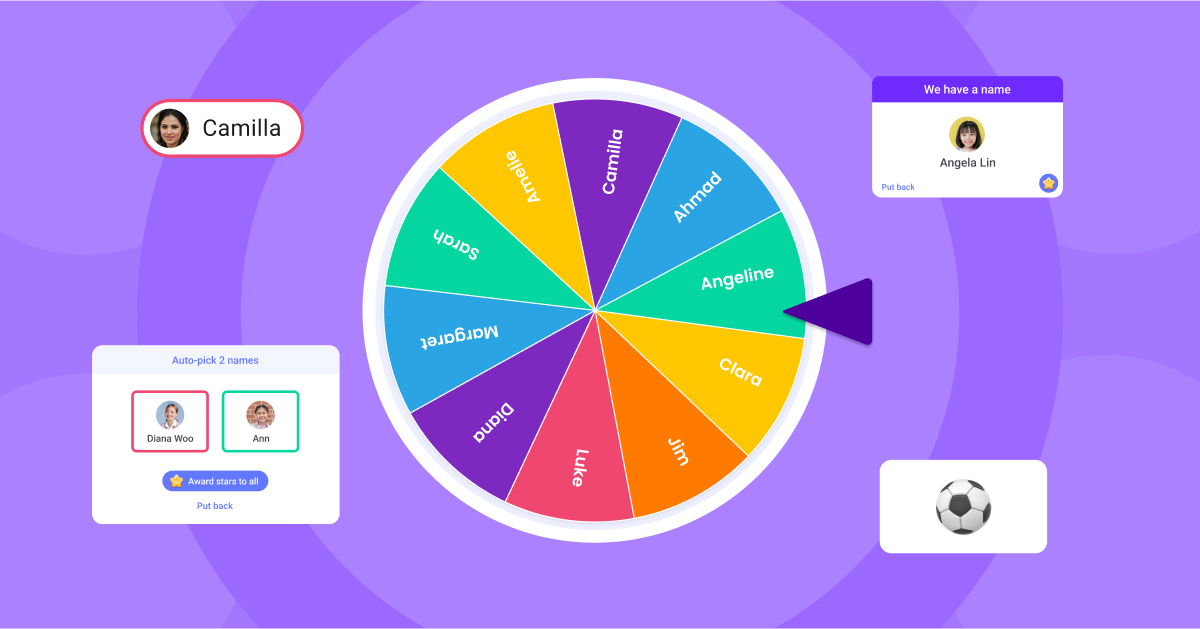 Camilla
We have a name
Angela Lin
Put back
Amelie
Camilla
Ahmad
Sarah
Angeline
Margaret
Clara
Diana
Luke
Jim
Auto-pick 2 names
Diana Woo
Ann
Award stars to all
Put back